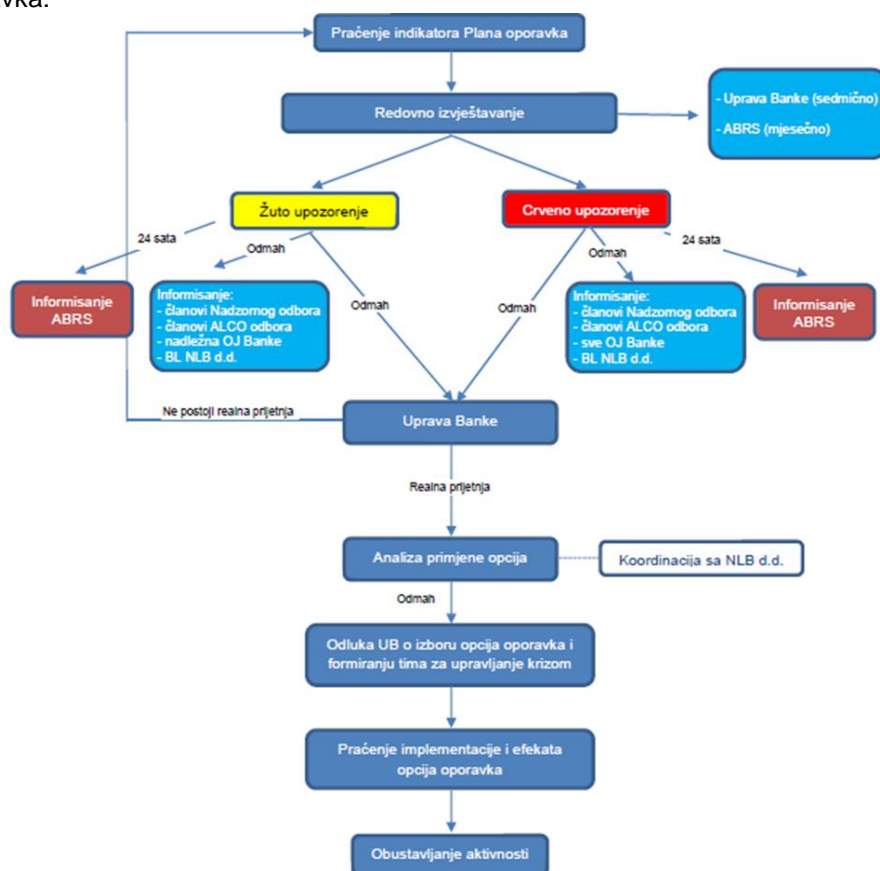 vka.
Praćenje indikatora Plana oporavka
Redovno izvještavanje
- Uprava Banke (sedmično)
- ABRS (mjesečno)
Žuto upozorenje
Crveno upozorenje
24 sata
Odmah
Odmah
24 sata
Informisanje
ABRS
Informisanje:
- članovi Nadzornog odbora
- članovi ALCO odbora
- nadležna OJ Banke
- BL NLB d.d.
Odmah
Odmah
Informisanje:
- članovi Nadzornog odbora
- članovi ALCO odbora
- sve OJ Banke
- BL NLB d.d.
Informisanje
ABRS
Ne postoji realna prijetnja
Uprava Banke
Realna prijetnja
Analiza primjene opcija
Koordinacija sa NLB d.d.
Odmah
Odluka UB o izboru opcija oporavka i
formiranju tima za upravljanje krizom
Praćenje implementacije i efekata
opcija oporavka
Obustavljanje aktivnosti